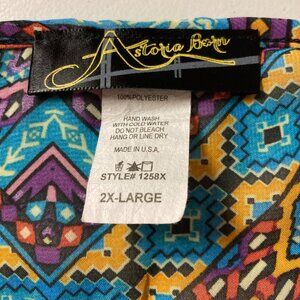 Astoria Born
100% POLYESTER
HAND WASH
WITH COLD WATER
DO NOT BLEACH
HANG OR LINE DRY
MADE IN U.S.A.
STYLE# 1258X
2X-LARGE